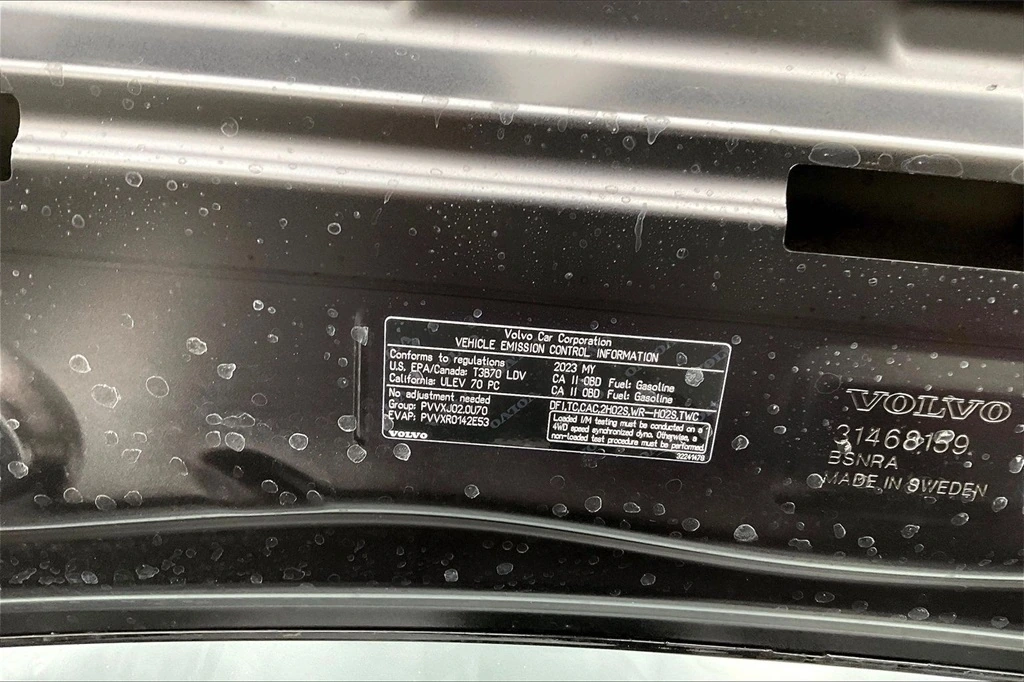 Volvo Car Corporation
VEHICLE EMISSION CONTROL INFORMATION
Conforms to regulations
U.S. EPA/Canada: T3B70 LDV
California: ULEV 70 PC
2023 MY
CA II OBD Fuel: Gasoline
CA II OBD Fuel: Gasoline
No adjustment needed
Group: PVVXJ02.0U70
EVAP: PVVXR0142E53
VOLVO
DFI,TC,CAC,2HO2S,WR-HO2S,TWC
Loaded I/M testing must be conducted on a
4WD speed synchronized dyno. Otherwise, a
non-loaded test procedure must be performed
32241479
VOLVO
31468159
BSNRA
MADE IN SWEDEN